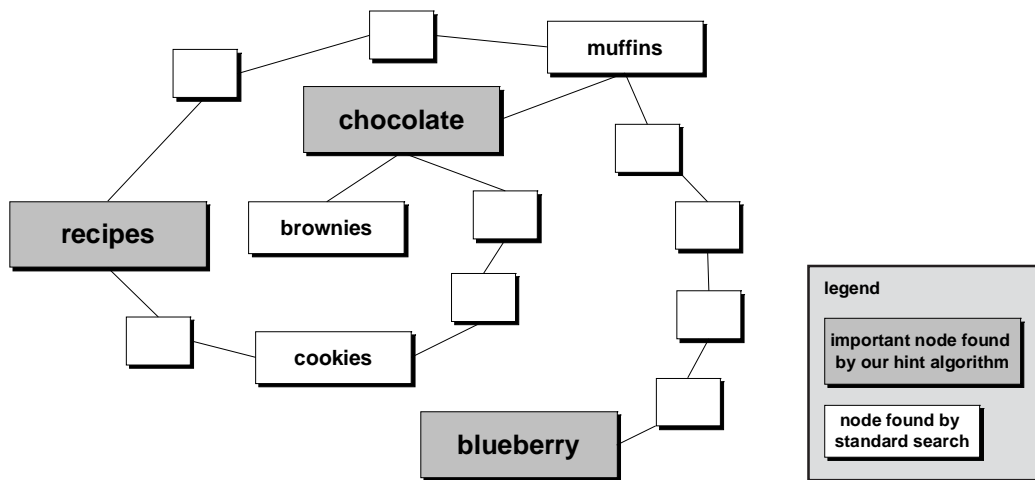 muffins
chocolate
recipes
brownies
cookies
blueberry
legend
important node found
by our hint algorithm
node found by
standard search